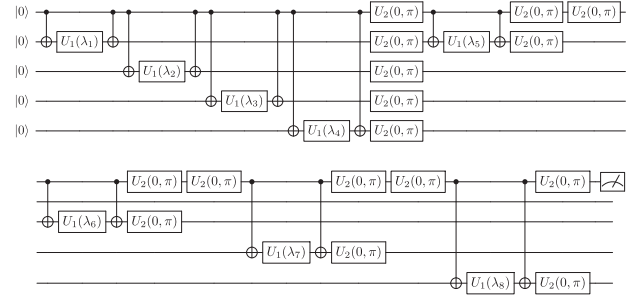 |0⟩ U₂(0, π) U₂(0, π) U₂(0, π)
|0⟩ U₁(λ₁) U₂(0, π) U₁(λ₅) U₂(0, π)
|0⟩ U₁(λ₂) U₂(0, π)
|0⟩ U₁(λ₃) U₂(0, π)
|0⟩ U₁(λ₄) U₂(0, π)
U₂(0, π) U₂(0, π) U₂(0, π) U₂(0, π) U₂(0, π)
U₁(λ₆) U₂(0, π)
U₁(λ₇) U₂(0, π)
U₁(λ₈) U₂(0, π)